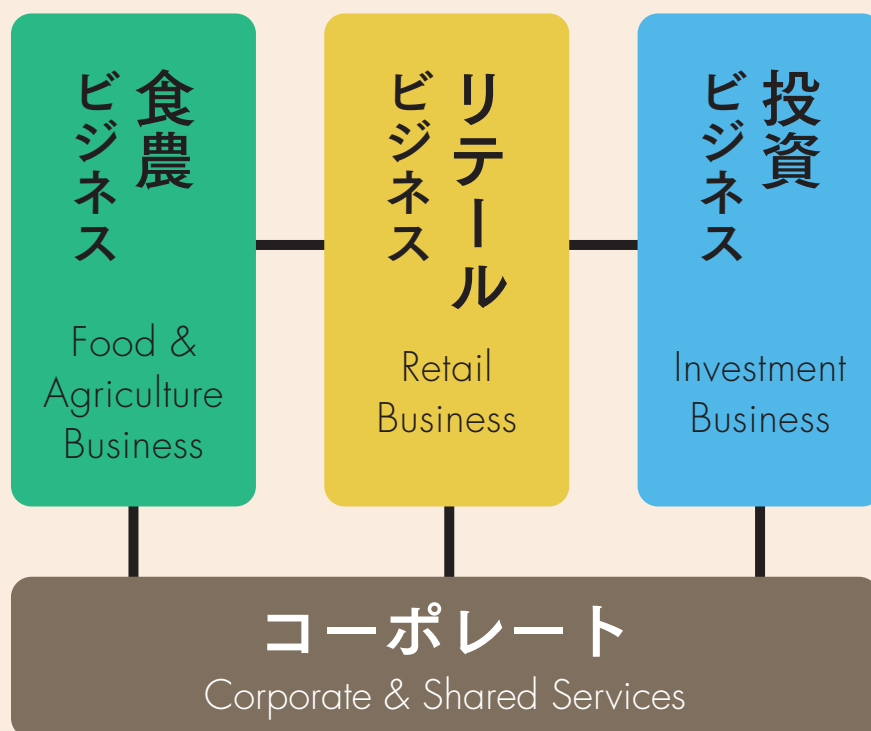 食農
ビジネス
Food &
Agriculture
Business
リテール
ビジネス
Retail
Business
投資
ビジネス
Investment
Business
コーポレート
Corporate & Shared Services